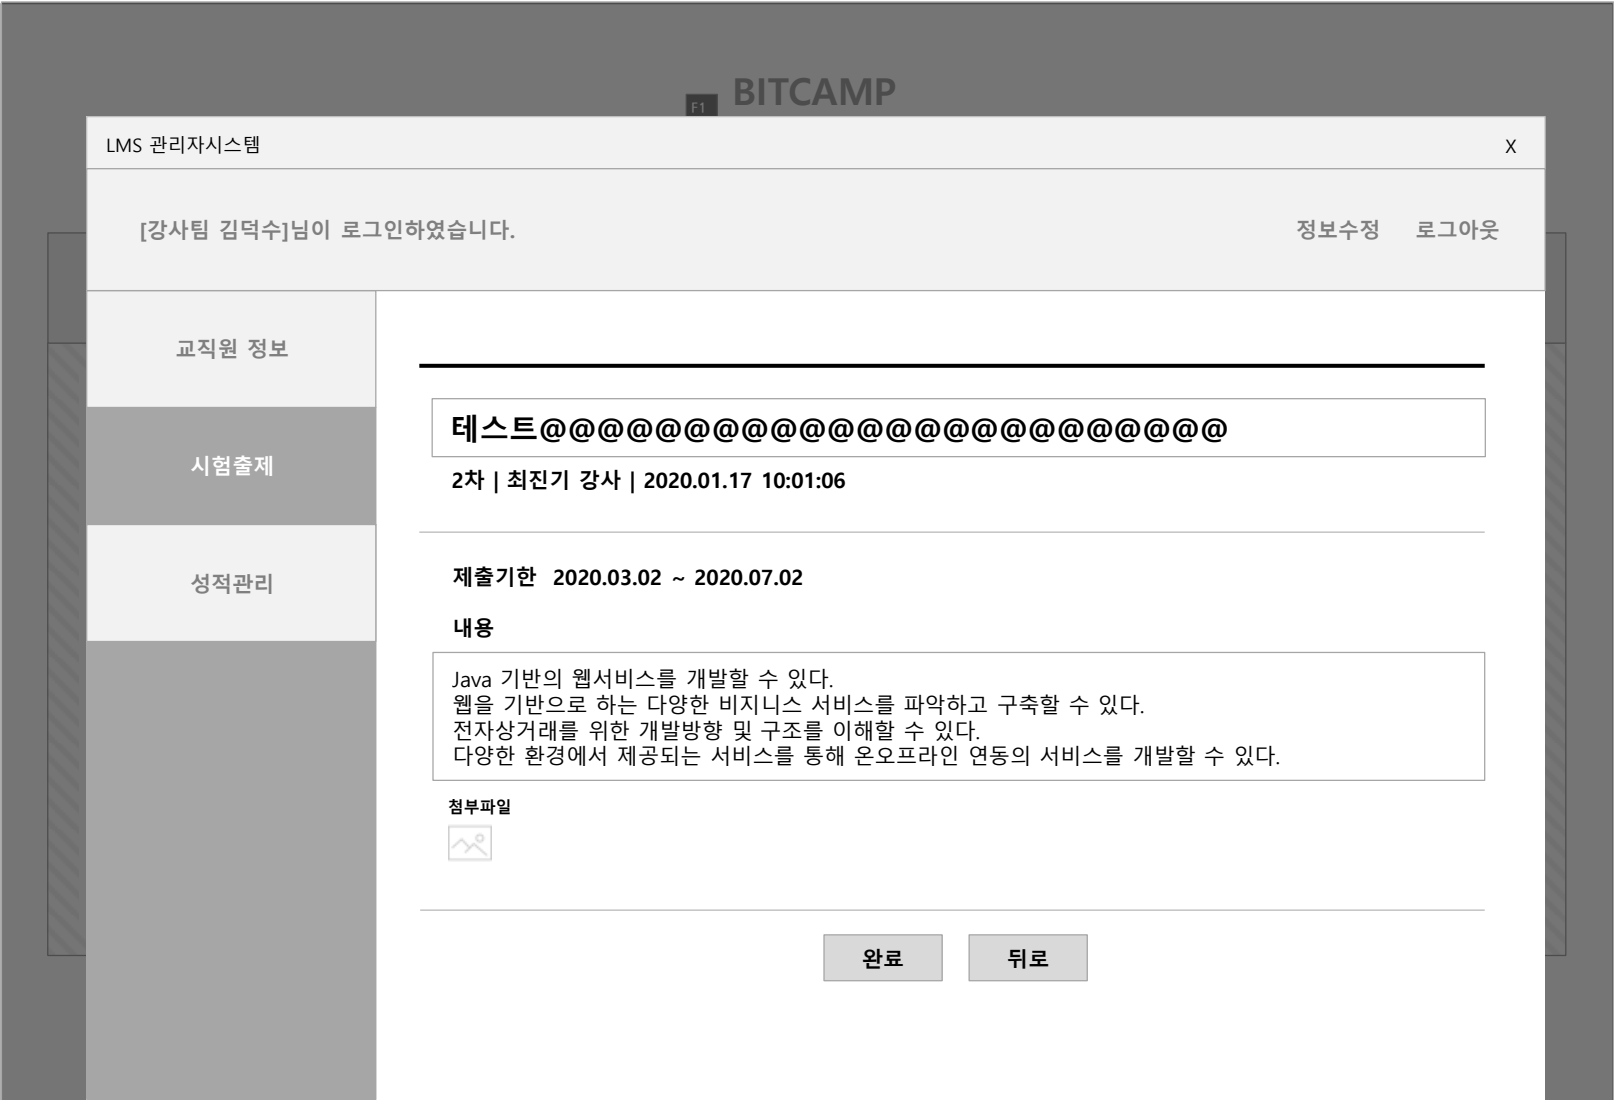 BITCAMP
F1
LMS 관리자시스템
X
[강사팀 김덕수]님이 로그인하였습니다.
정보수정 로그아웃
교직원 정보
시험출제
성적관리
테스트@@@@@@@@@@@@@@@@@@@@@@@@
2차 | 최진기 강사 | 2020.01.17 10:01:06
제출기한 2020.03.02 ~ 2020.07.02
내용
Java 기반의 웹서비스를 개발할 수 있다.
웹을 기반으로 하는 다양한 비지니스 서비스를 파악하고 구축할 수 있다.
전자상거래를 위한 개발방향 및 구조를 이해할 수 있다.
다양한 환경에서 제공되는 서비스를 통해 온오프라인 연동의 서비스를 개발할 수 있다.
첨부파일
완료 뒤로